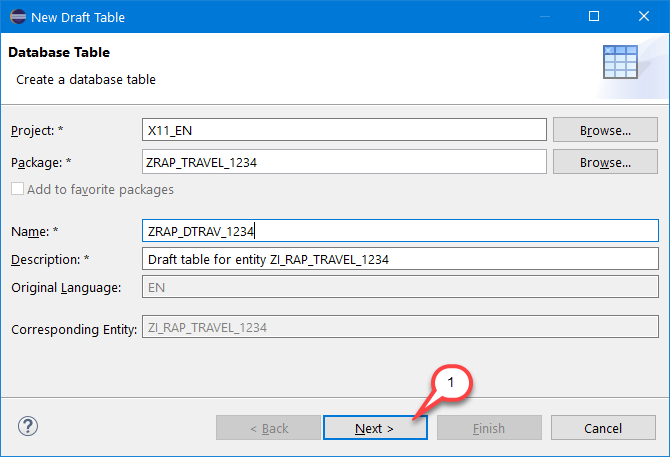 New Draft Table
Database Table
Create a database table
Project: * X11_EN Browse...
Package: * ZRAP_TRAVEL_1234 Browse...
Add to favorite packages
Name: * ZRAP_DTRAV_1234
Description: * Draft table for entity ZI_RAP_TRAVEL_1234
Original Language: EN
Corresponding Entity: ZI_RAP_TRAVEL_1234
1
? < Back Next > Finish Cancel